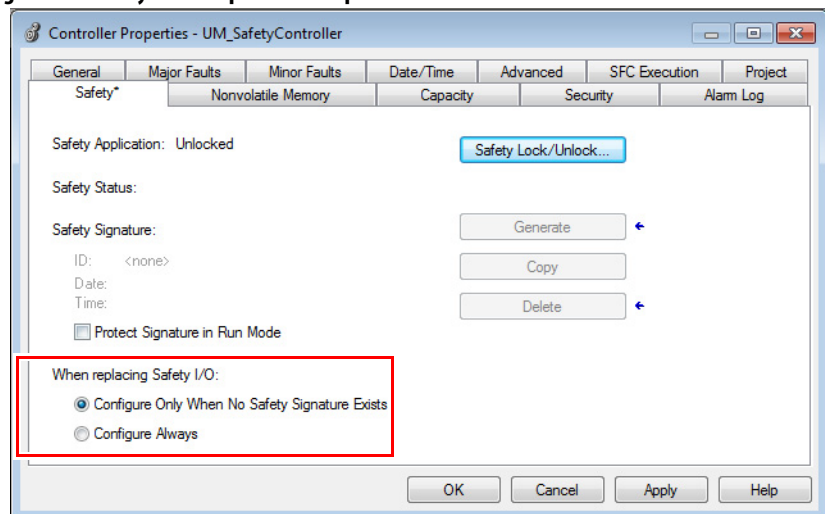 Controller Properties - UM_SafetyController
General Major Faults Minor Faults Date/Time Advanced SFC Execution Project
Safety* Nonvolatile Memory Capacity Security Alarm Log
Safety Application: Unlocked Safety Lock/Unlock...
Safety Status:
Safety Signature: Generate
ID: <none> Copy
Date:
Time: Delete
Protect Signature in Run Mode
When replacing Safety I/O:
Configure Only When No Safety Signature Exists
Configure Always
OK Cancel Apply Help